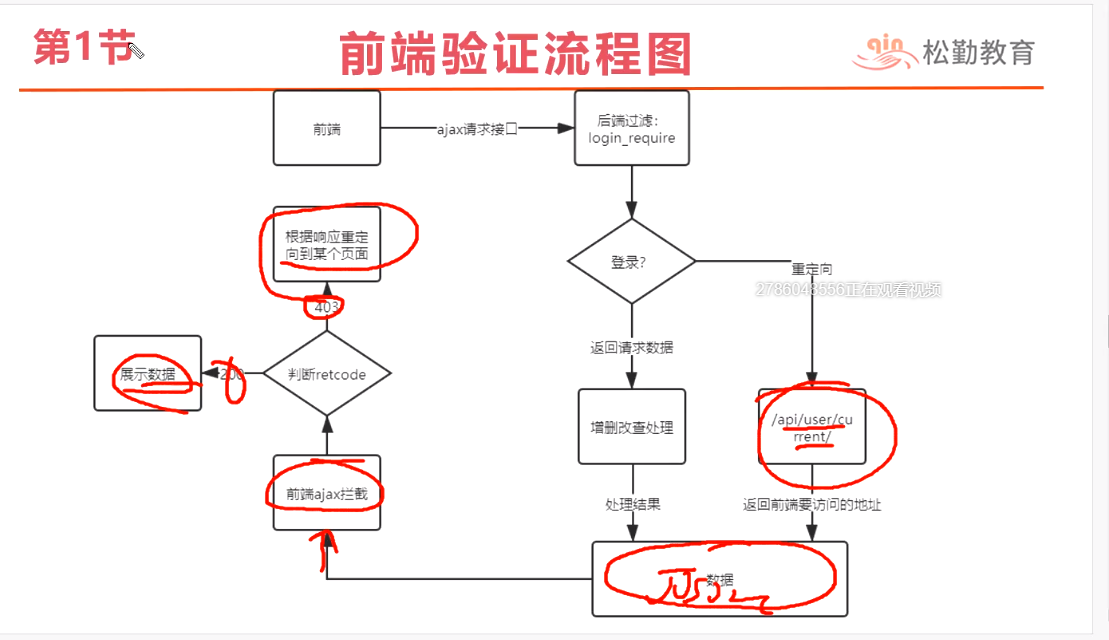 第1节
前端验证流程图
qin
松勤教育
前端
ajax请求接口
后端过滤：
login_require
根据响应重定
向到某个页面
登录?
重定向
2786048556正在观看视频
403
返回请求数据
展示数据
200
判断retcode
增删改查处理
/api/user/cu
rrent/
前端ajax拦截
处理结果
返回前端要访问的地址
数据